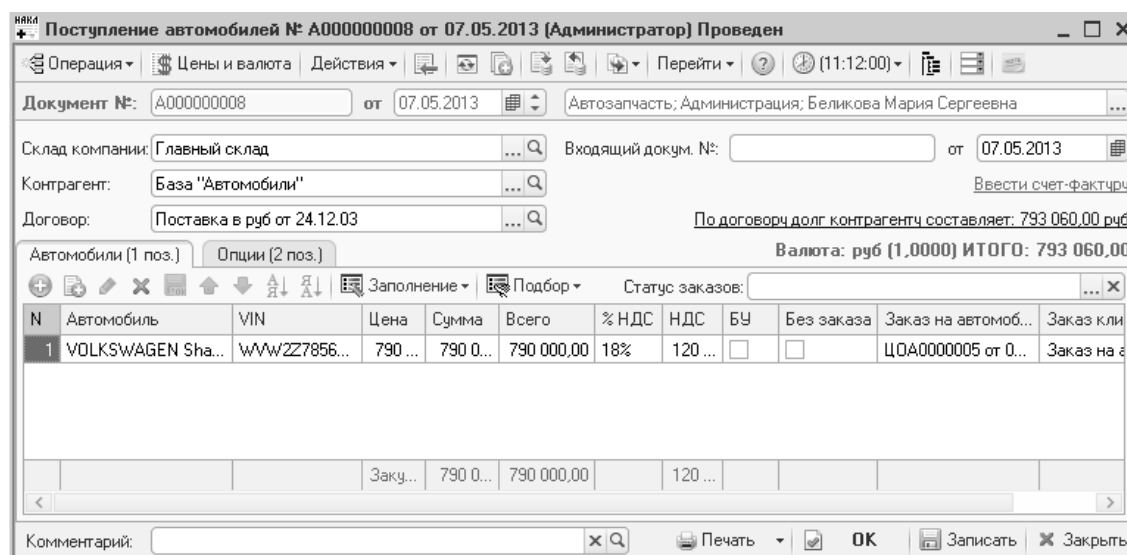 Поступление автомобилей № А000000008 от 07.05.2013 (Администратор) Проведен
Операция Цены и валюта Действия Перейти (11:12:00)
Документ №: А000000008 от 07.05.2013 Автозапчасть; Администрация; Беликова Мария Сергеевна ...
Склад компании: Главный склад ... Входящий докум. №: от 07.05.2013
Контрагент: База "Автомобили" ... Ввести счет-фактуру
Договор: Поставка в руб от 24.12.03 ... По договору долг контрагенту составляет: 793 060,00 руб
Автомобили (1 поз.) Опции (2 поз.) Валюта: руб (1,0000) ИТОГО: 793 060,00
Заполнение Подбор Статус заказов: ...
N Автомобиль VIN Цена Сумма Всего % НДС НДС БУ Без заказа Заказ на автомоб... Заказ кли
1 VOLKSWAGEN Sha... WVW2Z7856... 790 ... 790 0... 790 000,00 18% 120 ... ЦОА0000005 от 0... Заказ на а
Заку... 790 0... 790 000,00 120 ...
Комментарий: Печать OK Записать Закрыть